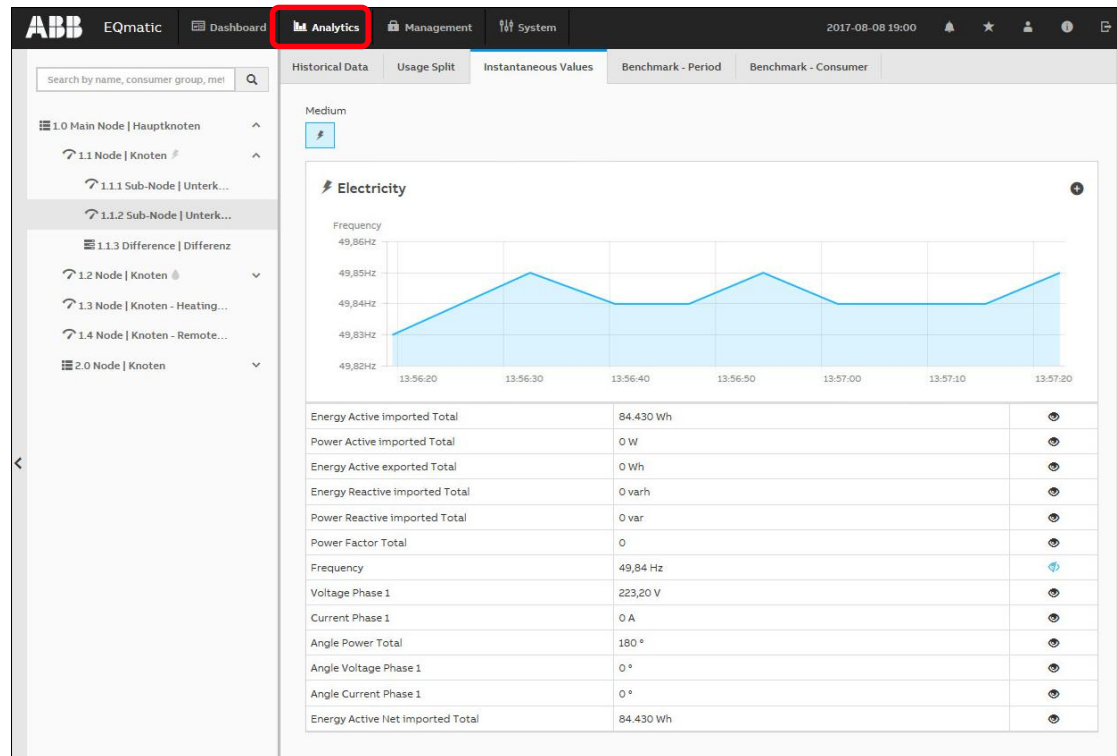 ABB EQmatic Dashboard Analytics Management System 2017-08-08 19:00
Search by name, consumer group, met
1.0 Main Node | Hauptknoten
1.1 Node | Knoten
1.1.1 Sub-Node | Unterk...
1.1.2 Sub-Node | Unterk...
1.1.3 Difference | Differenz
1.2 Node | Knoten
1.3 Node | Knoten - Heating...
1.4 Node | Knoten - Remote...
2.0 Node | Knoten
Historical Data Usage Split Instantaneous Values Benchmark - Period Benchmark - Consumer
Medium
Electricity
Frequency
49,86Hz
49,85Hz
49,84Hz
49,83Hz
49,82Hz
13:56:20 13:56:30 13:56:40 13:56:50 13:57:00 13:57:10 13:57:20
Energy Active imported Total 84.430 Wh
Power Active imported Total 0 W
Energy Active exported Total 0 Wh
Energy Reactive imported Total 0 varh
Power Reactive imported Total 0 var
Power Factor Total 0
Frequency 49,84 Hz
Voltage Phase 1 223,20 V
Current Phase 1 0 A
Angle Power Total 180 °
Angle Voltage Phase 1 0 °
Angle Current Phase 1 0 °
Energy Active Net imported Total 84.430 Wh